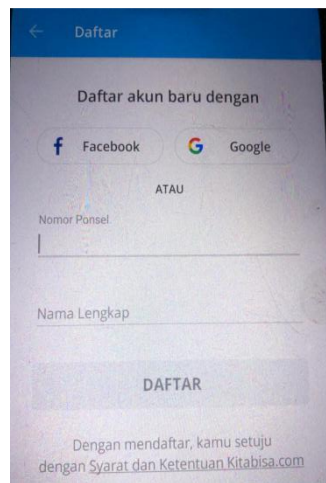 Daftar
Daftar akun baru dengan
Facebook
Google
ATAU
Nomor Ponsel
Nama Lengkap
DAFTAR
Dengan mendaftar, kamu setuju
dengan Syarat dan Ketentuan Kitabisa.com